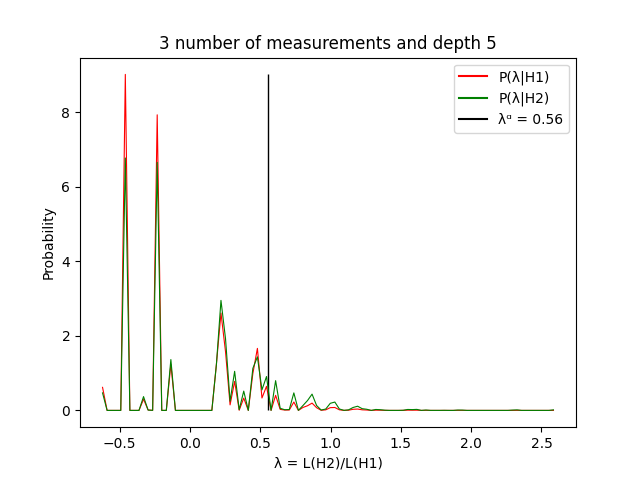 3 number of measurements and depth 5
P(λ|H1)
P(λ|H2)
λᵅ = 0.56
Probability
8
6
4
2
0
−0.5 0.0 0.5 1.0 1.5 2.0 2.5
λ = L(H2)/L(H1)